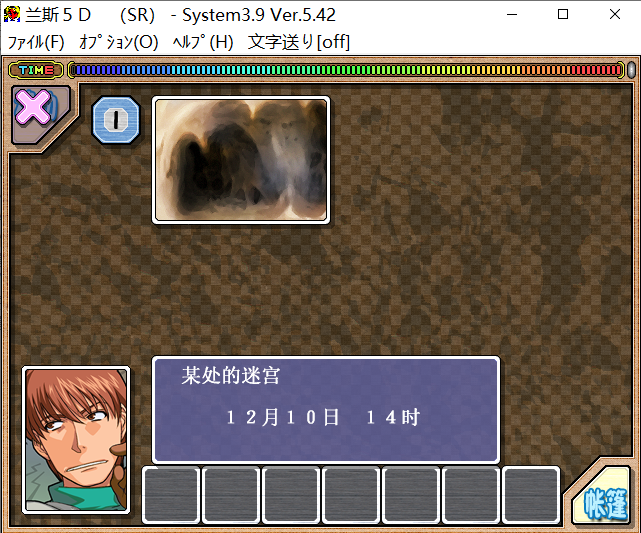 兰斯５Ｄ　（SR） - System3.9 Ver.5.42
ﾌｧｲﾙ(F) ｵﾌﾟｼｮﾝ(O) ﾍﾙﾌﾟ(H) 文字送り[off]
TIME
1
某处的迷宫
１２月１０日　１４时
帐篷